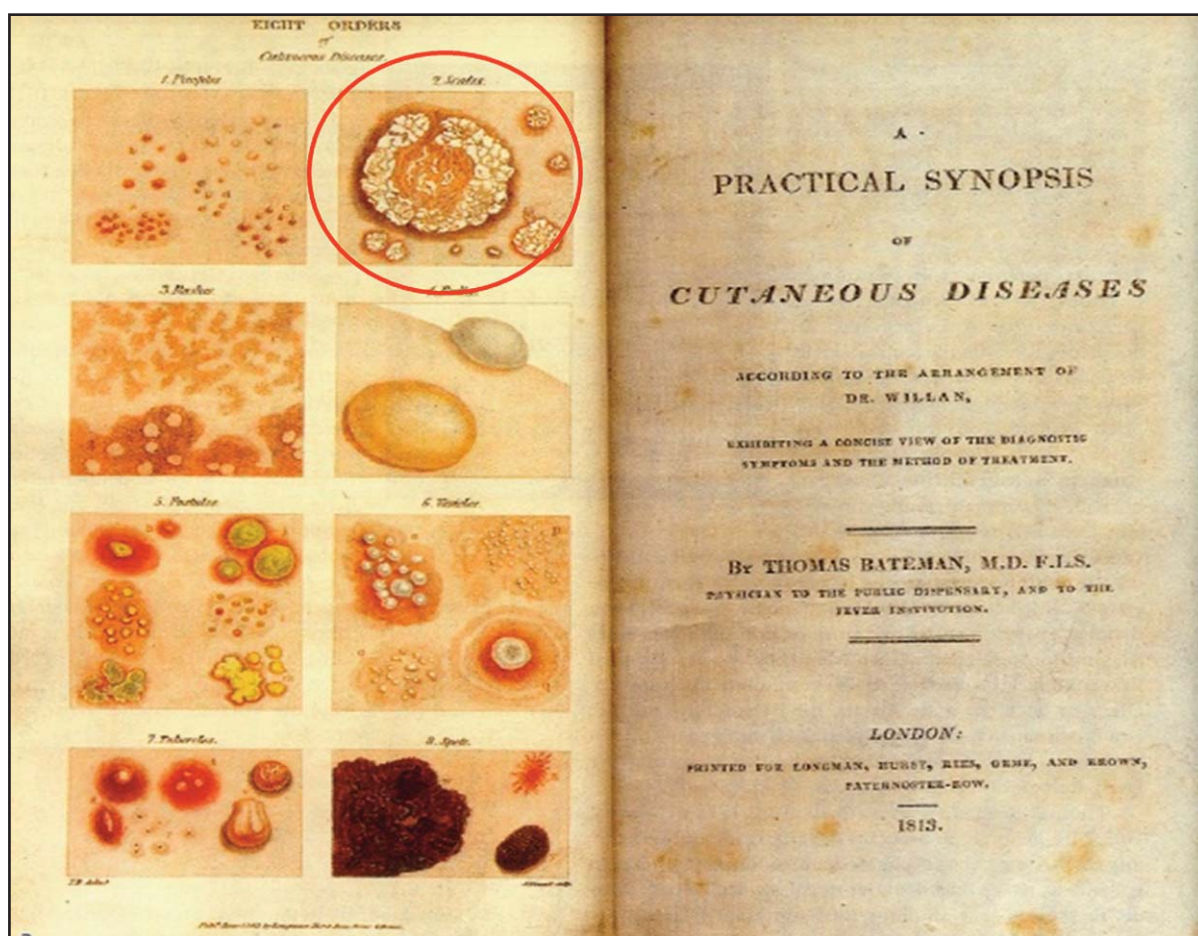 EIGHT ORDERS
of
Cutaneous Diseases.
1. Pimples
2. Scales
3. Rashes
4. Bullæ
5. Pustules
6. Vesicles.
7. Tubercles.
8. Spots.
A
PRACTICAL SYNOPSIS
OF
CUTANEOUS DISEASES
ACCORDING TO THE ARRANGEMENT OF
DR. WILLAN,
EXHIBITING A CONCISE VIEW OF THE DIAGNOSTIC
SYMPTOMS AND THE METHOD OF TREATMENT.
BY THOMAS BATEMAN, M.D. F.L.S.
PHYSICIAN TO THE PUBLIC DISPENSARY, AND TO THE
FEVER INSTITUTION.
LONDON:
PRINTED FOR LONGMAN, HURST, REES, ORME, AND BROWN,
PATERNOSTER-ROW.
1813.